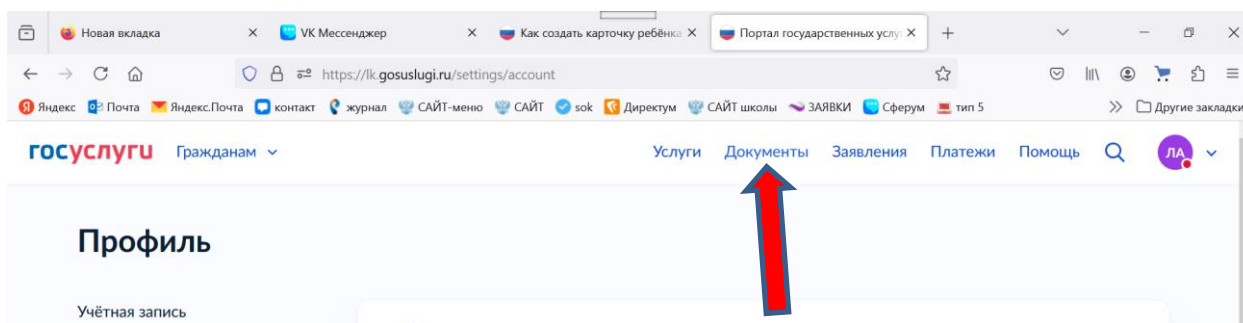 Новая вкладка
VK Мессенджер
Как создать карточку ребёнка
Портал государственных услуг
https://lk.gosuslugi.ru/settings/account
Яндекс Почта Яндекс.Почта контакт журнал САЙТ-меню САЙТ sok Директум САЙТ школы ЗАЯВКИ Сферум тип 5 Другие закладки
госуслуги Гражданам Услуги Документы Заявления Платежи Помощь ЛА
Профиль
Учётная запись